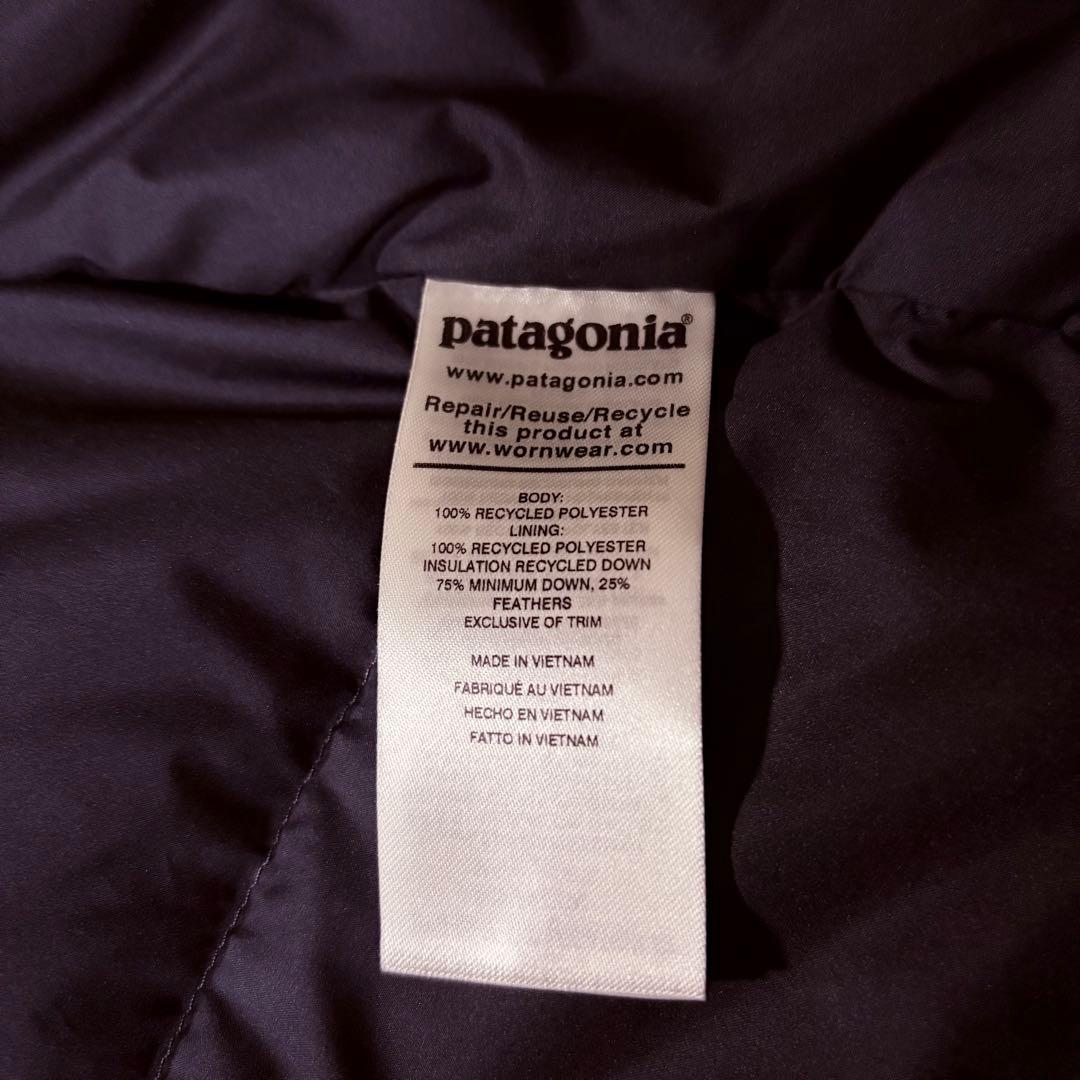 patagonia®
www.patagonia.com
Repair/Reuse/Recycle
this product at
www.wornwear.com
BODY:
100% RECYCLED POLYESTER
LINING:
100% RECYCLED POLYESTER
INSULATION RECYCLED DOWN
75% MINIMUM DOWN, 25%
FEATHERS
EXCLUSIVE OF TRIM
MADE IN VIETNAM
FABRIQUÉ AU VIETNAM
HECHO EN VIETNAM
FATTO IN VIETNAM